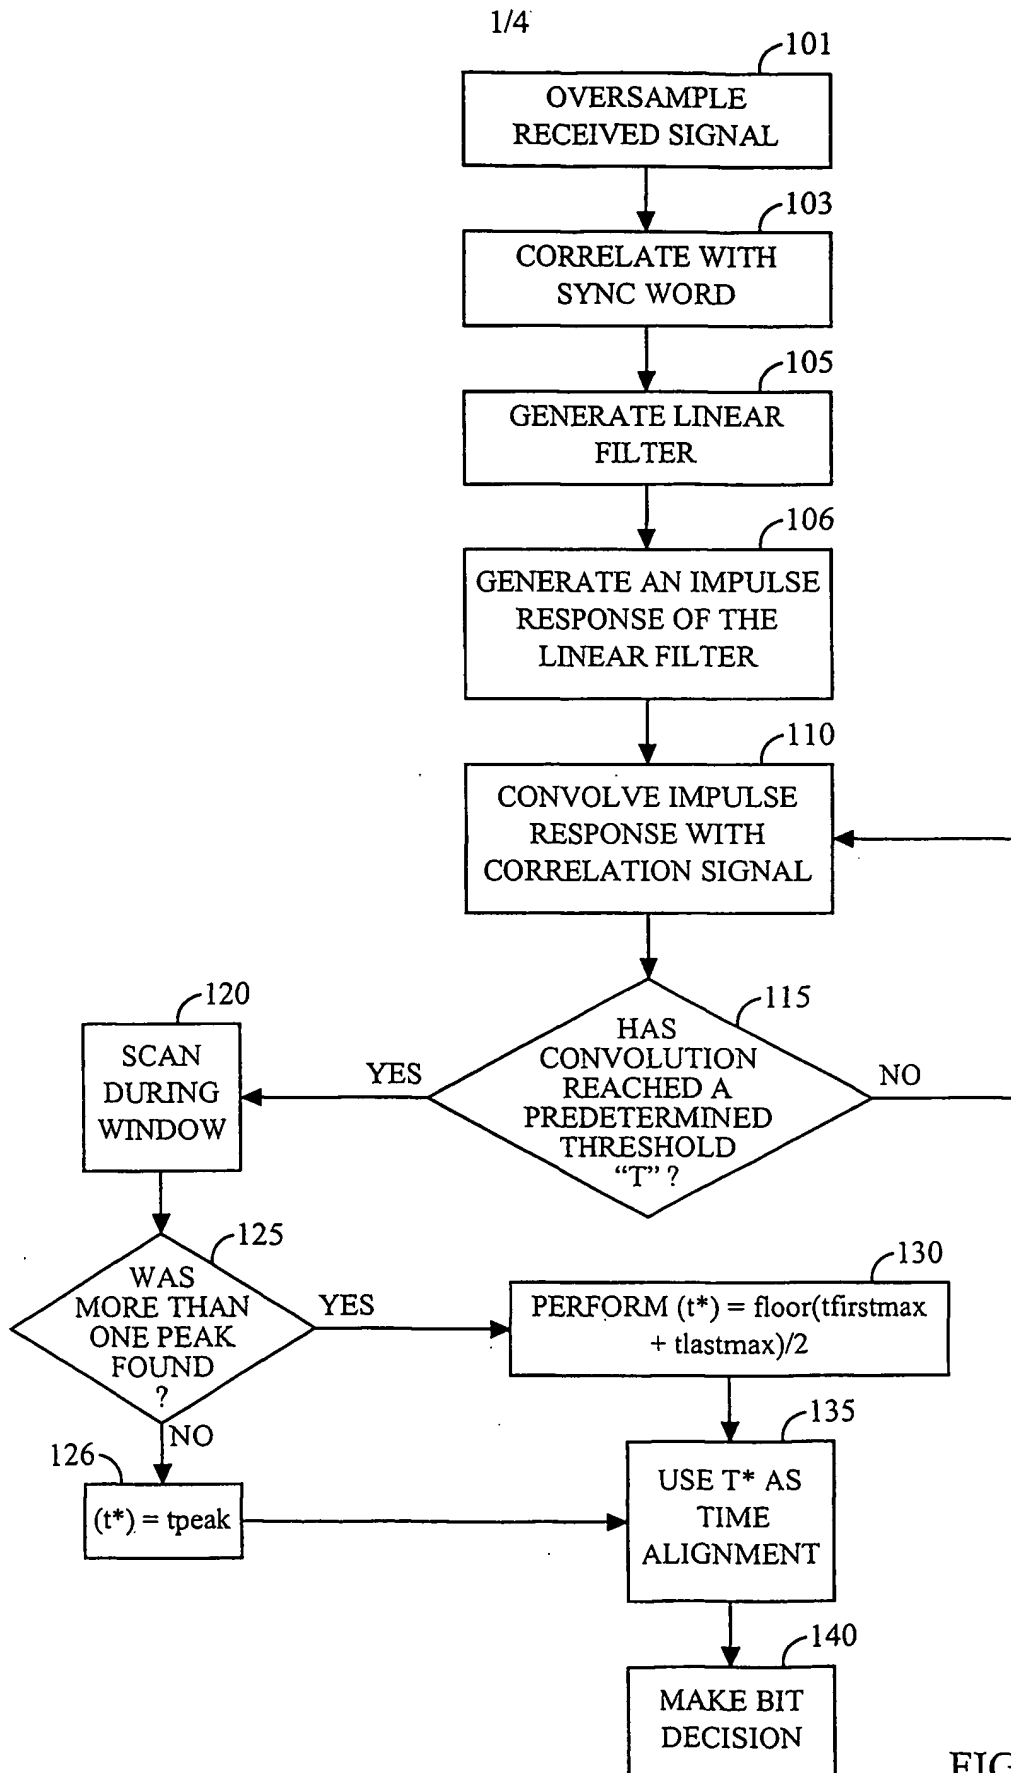 1/4
101
OVERSAMPLE
RECEIVED SIGNAL
103
CORRELATE WITH
SYNC WORD
105
GENERATE LINEAR
FILTER
106
GENERATE AN IMPULSE
RESPONSE OF THE
LINEAR FILTER
110
CONVOLVE IMPULSE
RESPONSE WITH
CORRELATION SIGNAL
115
HAS
CONVOLUTION
REACHED A
PREDETERMINED
THRESHOLD
“T” ?
YES
NO
120
SCAN
DURING
WINDOW
125
WAS
MORE THAN
ONE PEAK
FOUND
?
YES
NO
130
PERFORM (t*) = floor(tfirstmax
+ tlastmax)/2
126
(t*) = tpeak
135
USE T* AS
TIME
ALIGNMENT
140
MAKE BIT
DECISION
FIG